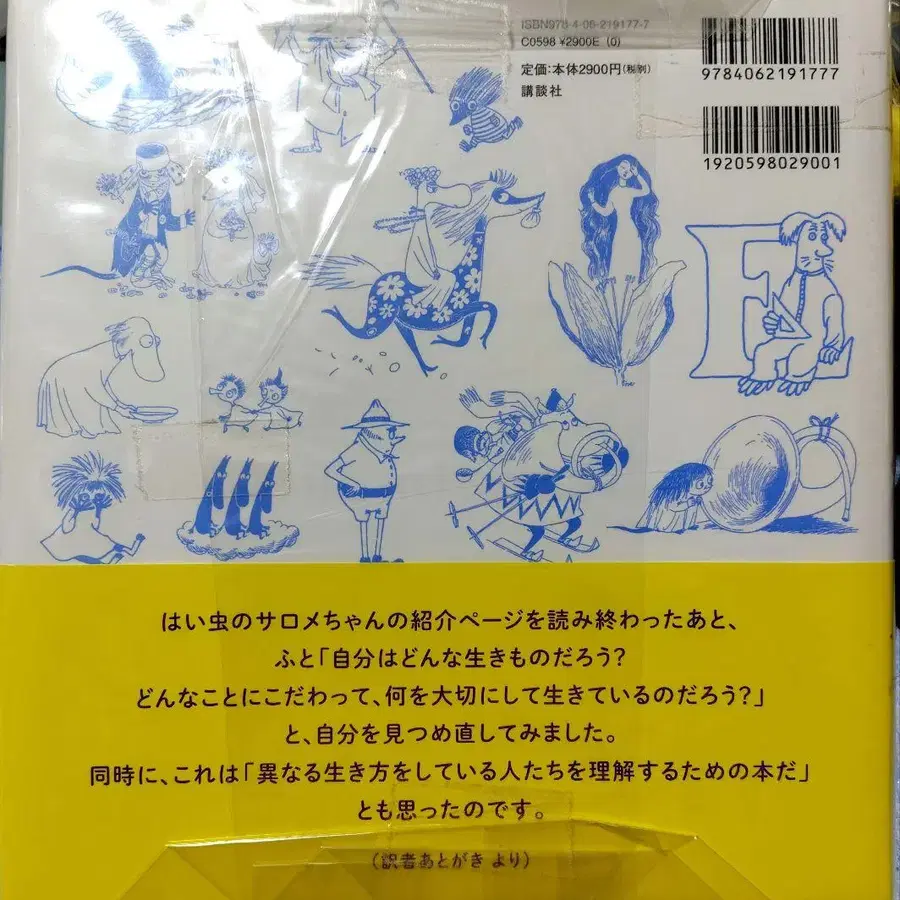 ISBN978-4-06-219177-7
C0598 ¥2900E (0)
定価:本体2900円(税別)
講談社
9784062191777
1920598029001
はい虫のサロメちゃんの紹介ページを読み終わったあと、
ふと「自分はどんな生きものだろう?
どんなことにこだわって、何を大切にして生きているのだろう?」
と、自分を見つめ直してみました。
同時に、これは「異なる生き方をしている人たちを理解するための本だ」
とも思ったのです。
(訳者あとがき より)